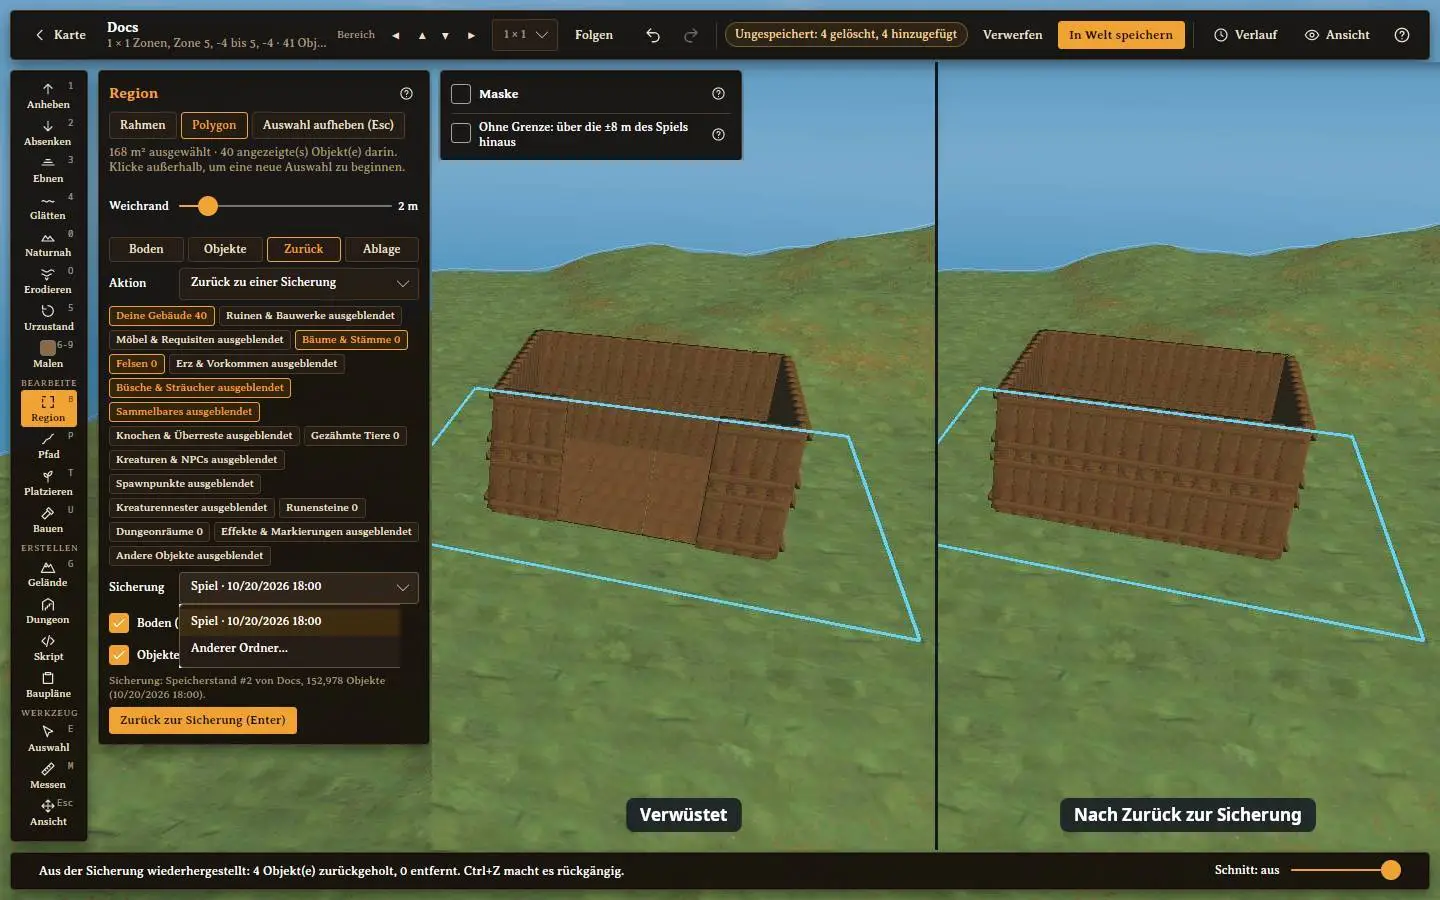 Karte
Docs
1 × 1 Zonen, Zone 5, -4 bis 5, -4 · 41 Obj...
Bereich
1 × 1
Folgen
Ungespeichert: 4 gelöscht, 4 hinzugefügt
Verwerfen
In Welt speichern
Verlauf
Ansicht
Anheben 1
Absenken 2
Ebnen 3
Glätten 4
Naturnah 0
Erodieren O
Urzustand 5
Malen 6-9
BEARBEITE
Region 8
Pfad P
Platzieren T
Bauen U
ERSTELLEN
Gelände G
Dungeon
Skript
Baupläne
WERKZEUG
Auswahl E
Messen M
Ansicht Esc
Region
Rahmen
Polygon
Auswahl aufheben (Esc)
168 m² ausgewählt · 40 angezeigte(s) Objekt(e) darin.
Klicke außerhalb, um eine neue Auswahl zu beginnen.
Weichrand
2 m
Boden
Objekte
Zurück
Ablage
Aktion
Zurück zu einer Sicherung
Deine Gebäude 40
Ruinen & Bauwerke ausgeblendet
Möbel & Requisiten ausgeblendet
Bäume & Stämme 0
Felsen 0
Erz & Vorkommen ausgeblendet
Büsche & Sträucher ausgeblendet
Sammelbares ausgeblendet
Knochen & Überreste ausgeblendet
Gezähmte Tiere 0
Kreaturen & NPCs ausgeblendet
Spawnpunkte ausgeblendet
Kreaturennester ausgeblendet
Runensteine 0
Dungeonräume 0
Effekte & Markierungen ausgeblendet
Andere Objekte ausgeblendet
Sicherung
Spiel · 10/20/2026 18:00
Spiel · 10/20/2026 18:00
Anderer Ordner...
Boden (
Objekte
Sicherung: Speicherstand #2 von Docs, 152,978 Objekte
(10/20/2026 18:00).
Zurück zur Sicherung (Enter)
Maske
Ohne Grenze: über die ±8 m des Spiels
hinaus
Verwüstet
Nach Zurück zur Sicherung
Aus der Sicherung wiederhergestellt: 4 Objekt(e) zurückgeholt, 0 entfernt. Ctrl+Z macht es rückgängig.
Schnitt: aus